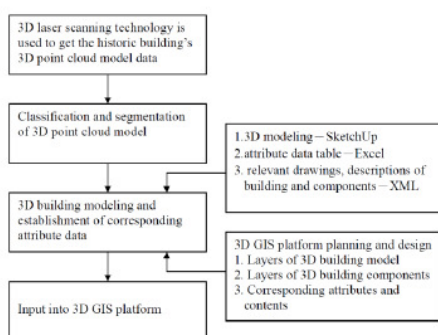 3D laser scanning technology is
used to get the historic building's
3D point cloud model data
Classification and segmentation
of 3D point cloud model
1.3D modeling—SketchUp
2.attribute data table—Excel
3. relevant drawings, descriptions of
building and components—XML
3D building modeling and
establishment of corresponding
attribute data
3D GIS platform planning and design
1. Layers of 3D building model
2. Layers of 3D building components
3. Corresponding attributes and
contents
Input into 3D GIS platform